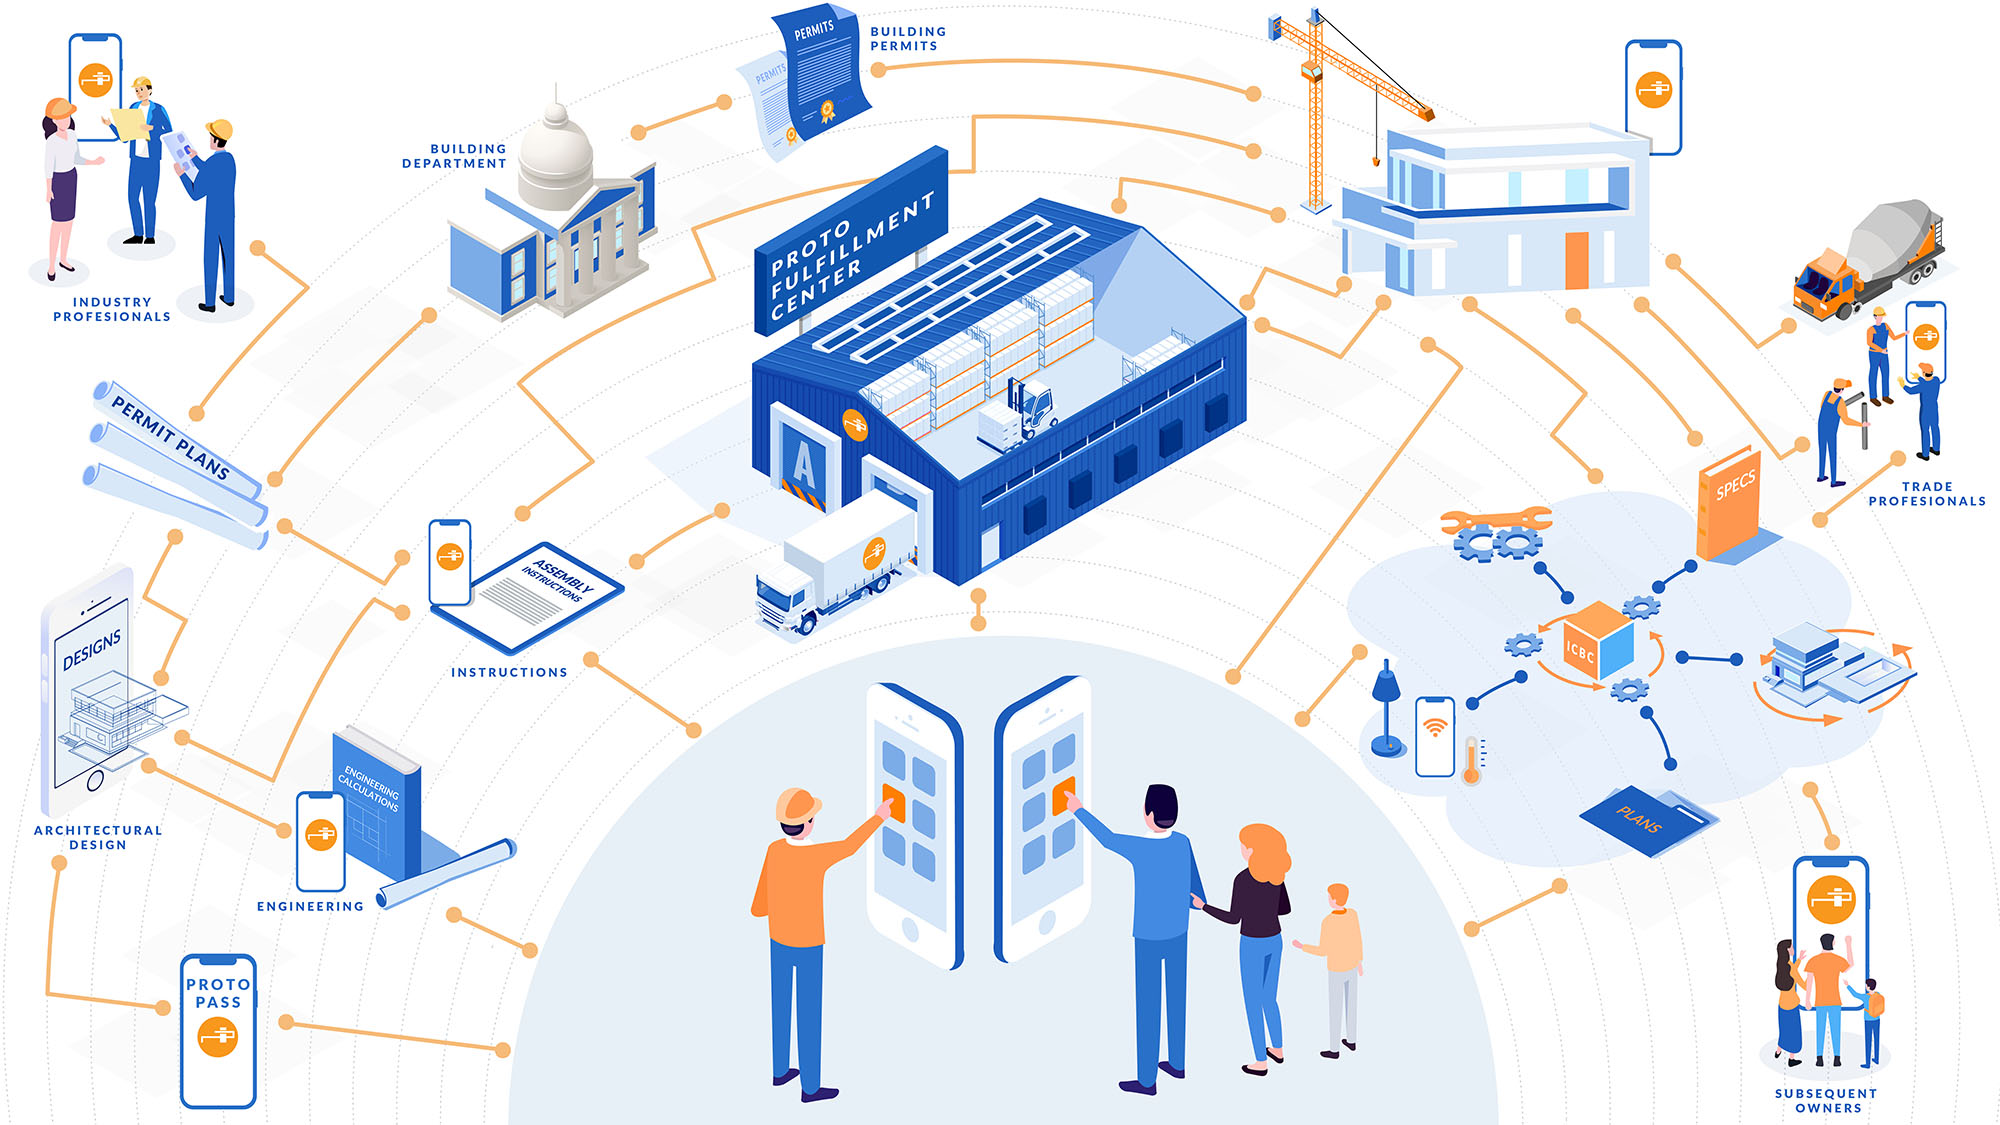 PERMITS
PERMITS
BUILDING
PERMITS
BUILDING
DEPARTMENT
PROTO
FULFILLMENT
CENTER
INDUSTRY
PROFESIONALS
PERMIT PLANS
A
SPECS
TRADE
PROFESIONALS
ASSEMBLY
INSTRUCTIONS
INSTRUCTIONS
DESIGNS
ICBC
ENGINEERING
CALCULATIONS
PLANS
ARCHITECTURAL
DESIGN
ENGINEERING
PROTO
PASS
SUBSEQUENT
OWNERS